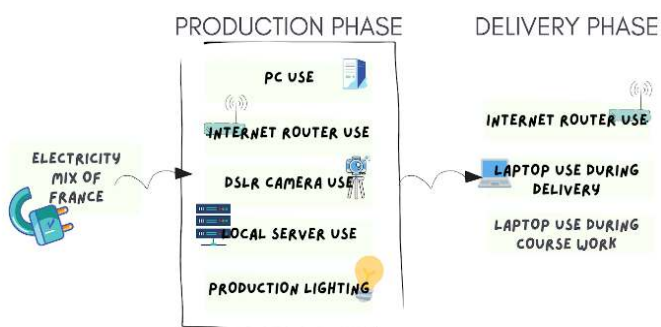 PRODUCTION PHASE
DELIVERY PHASE
ELECTRICITY
MIX OF
FRANCE
PC USE
INTERNET ROUTER USE
DSLR CAMERA USE
LOCAL SERVER USE
PRODUCTION LIGHTING
INTERNET ROUTER USE
LAPTOP USE DURING
DELIVERY
LAPTOP USE DURING
COURSE WORK